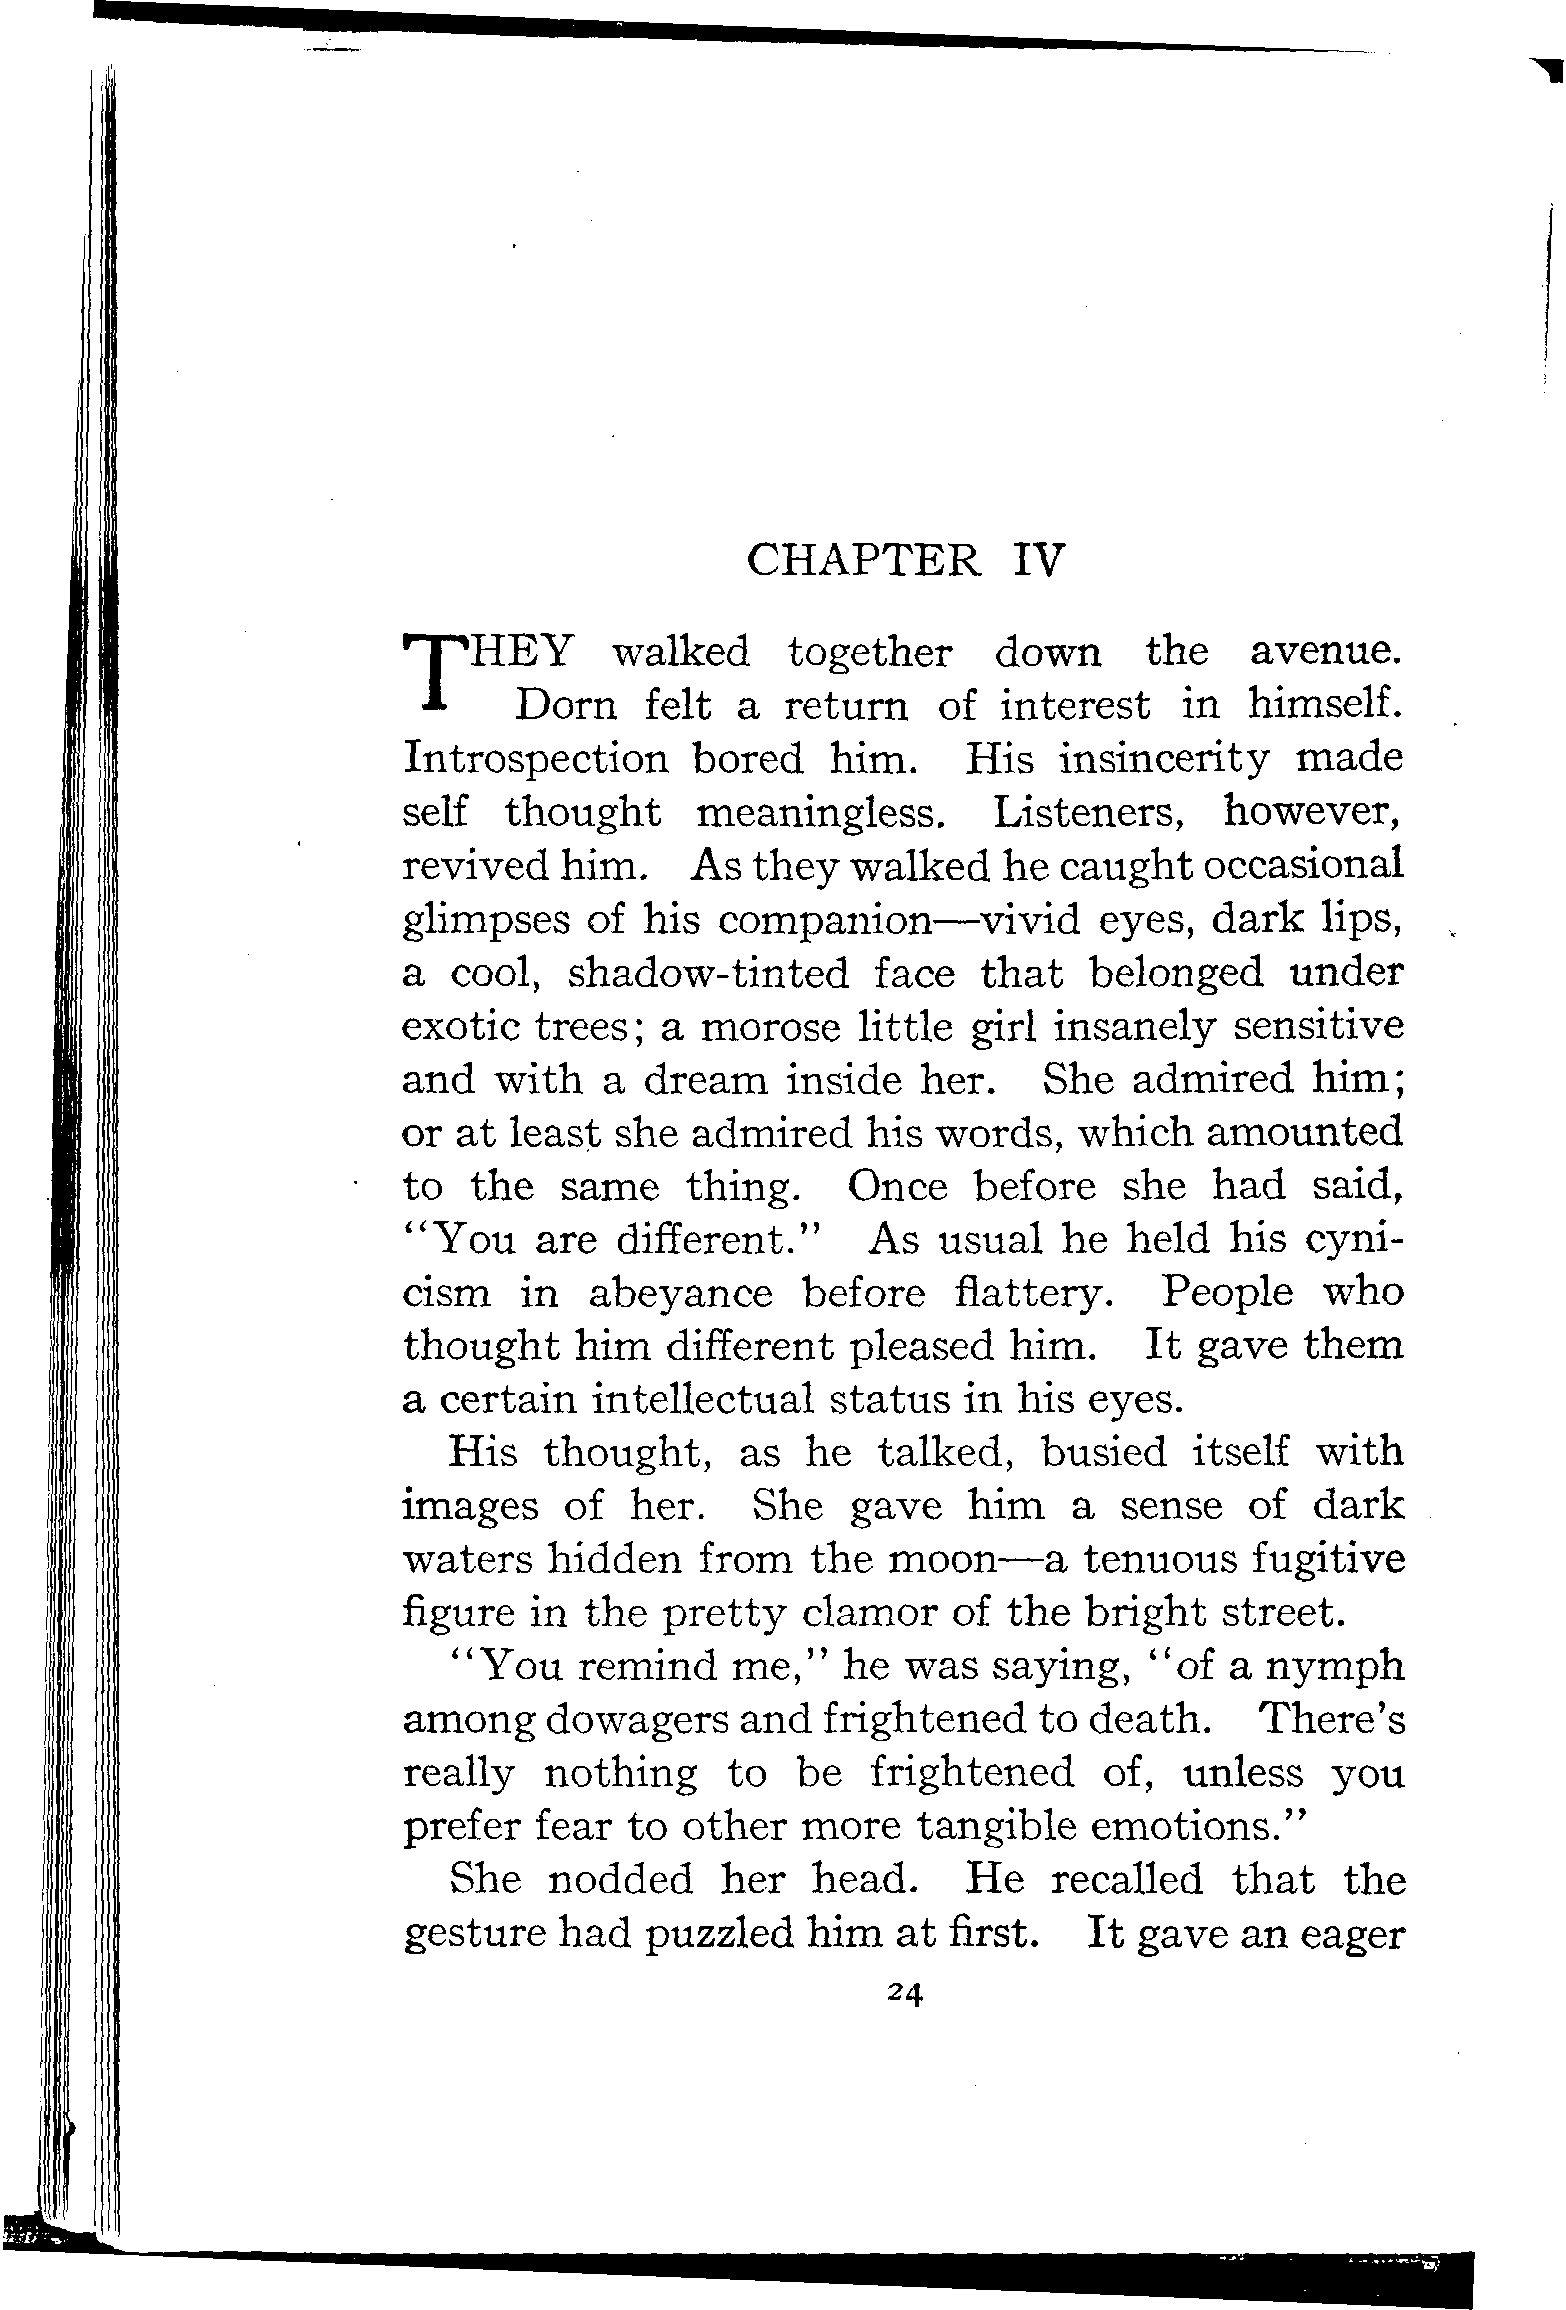 CHAPTER IV
THEY walked together down the avenue.
Dorn felt a return of interest in himself.
Introspection bored him. His insincerity made
self thought meaningless. Listeners, however,
revived him. As they walked he caught occasional
glimpses of his companion—vivid eyes, dark lips,
a cool, shadow-tinted face that belonged under
exotic trees; a morose little girl insanely sensitive
and with a dream inside her. She admired him;
or at least she admired his words, which amounted
to the same thing. Once before she had said,
"You are different." As usual he held his cyni-
cism in abeyance before flattery. People who
thought him different pleased him. It gave them
a certain intellectual status in his eyes.
His thought, as he talked, busied itself with
images of her. She gave him a sense of dark
waters hidden from the moon—a tenuous fugitive
figure in the pretty clamor of the bright street.
"You remind me," he was saying, "of a nymph
among dowagers and frightened to death. There's
really nothing to be frightened of, unless you
prefer fear to other more tangible emotions."
She nodded her head. He recalled that the
gesture had puzzled him at first. It gave an eager
24